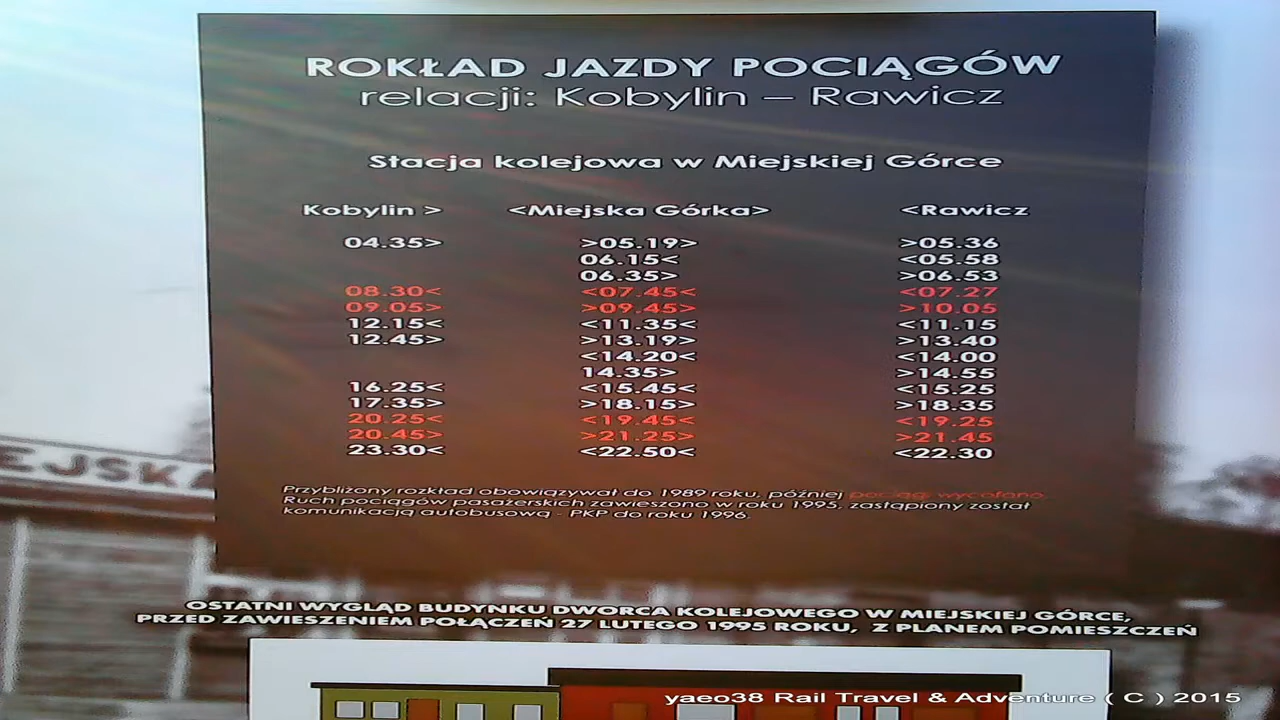 ROKŁAD JAZDY POCIĄGÓW
relacji: Kobylin – Rawicz
Stacja kolejowa w Miejskiej Górce
Kobylin > <Miejska Górka> <Rawicz
04.35> >05.19> >05.36
06.15< <05.58
06.35> >06.53
08.30< <07.45< <07.27
09.05> >09.45> >10.05
12.15< <11.35< <11.15
12.45> >13.19> >13.40
<14.20< <14.00
14.35> >14.55
16.25< <15.45< <15.25
17.35> >18.15> >18.35
20.25< <19.45< <19.25
20.45> >21.25> >21.45
23.30< <22.50< <22.30
Przybliżony rozkład obowiązywał do 1989 roku, później pociągi wycofano.
Ruch pociągów pasażerskich zawieszono w roku 1995, zastąpiony został
komunikacją autobusową - PKP do roku 1996.
EJSKA
OSTATNI WYGLĄD BUDYNKU DWORCA KOLEJOWEGO W MIEJSKIEJ GÓRCE,
PRZED ZAWIESZENIEM POŁĄCZEŃ 27 LUTEGO 1995 ROKU, Z PLANEM POMIESZCZEŃ
yaeo38 Rail Travel & Adventure ( C ) 2015